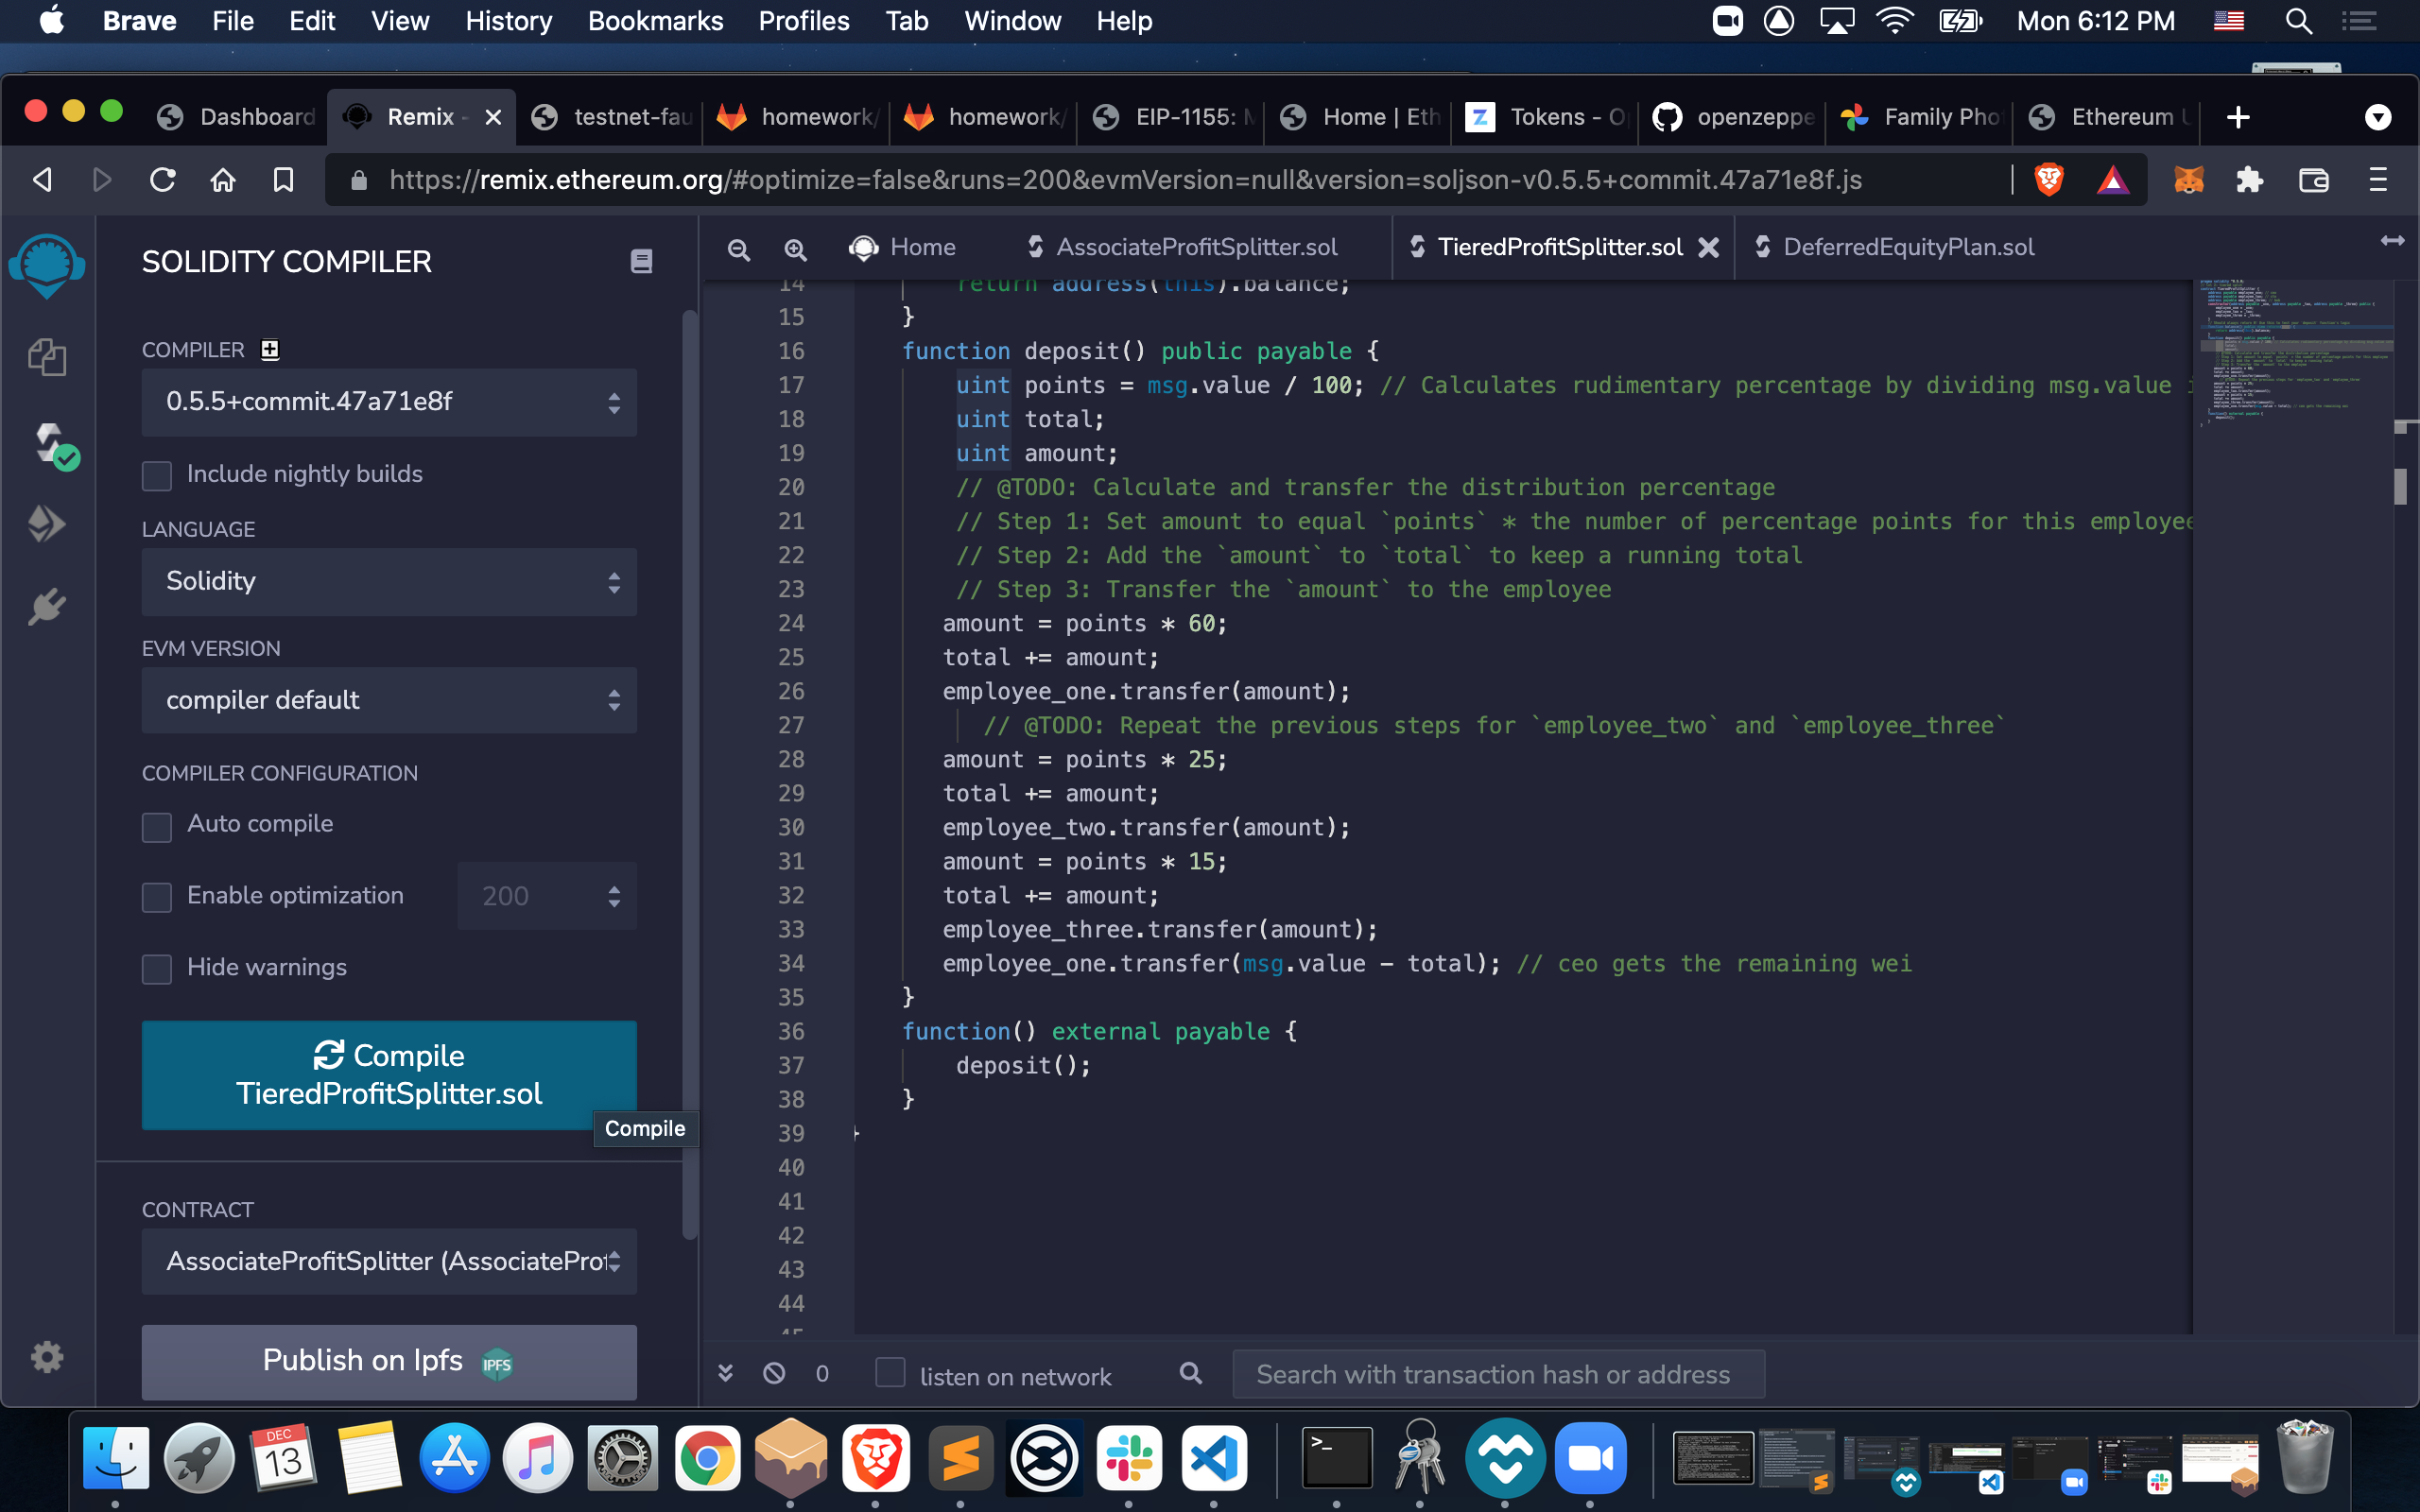 Brave File Edit View History Bookmarks Profiles Tab Window Help Mon 6:12 PM
Dashboard Remix - testnet-fau homework/ homework/ EIP-1155: M Home | Eth Tokens - O openzeppe Family Pho Ethereum U
https://remix.ethereum.org/#optimize=false&runs=200&evmVersion=null&version=soljson-v0.5.5+commit.47a71e8f.js
SOLIDITY COMPILER
COMPILER
0.5.5+commit.47a71e8f
Include nightly builds
LANGUAGE
Solidity
EVM VERSION
compiler default
COMPILER CONFIGURATION
Auto compile
Enable optimization 200
Hide warnings
Compile
TieredProfitSplitter.sol
Compile
CONTRACT
AssociateProfitSplitter (AssociateProf
Publish on Ipfs IPFS
Home AssociateProfitSplitter.sol TieredProfitSplitter.sol DeferredEquityPlan.sol
14 return address(this).balance;
15 }
16 function deposit() public payable {
17 uint points = msg.value / 100; // Calculates rudimentary percentage by dividing msg.value i
18 uint total;
19 uint amount;
20 // @TODO: Calculate and transfer the distribution percentage
21 // Step 1: Set amount to equal `points` * the number of percentage points for this employee
22 // Step 2: Add the `amount` to `total` to keep a running total
23 // Step 3: Transfer the `amount` to the employee
24 amount = points * 60;
25 total += amount;
26 employee_one.transfer(amount);
27 // @TODO: Repeat the previous steps for `employee_two` and `employee_three`
28 amount = points * 25;
29 total += amount;
30 employee_two.transfer(amount);
31 amount = points * 15;
32 total += amount;
33 employee_three.transfer(amount);
34 employee_one.transfer(msg.value - total); // ceo gets the remaining wei
35 }
36 function() external payable {
37 deposit();
38 }
39 }
40
41
42
43
44
45
0 listen on network Search with transaction hash or address
DEC
13